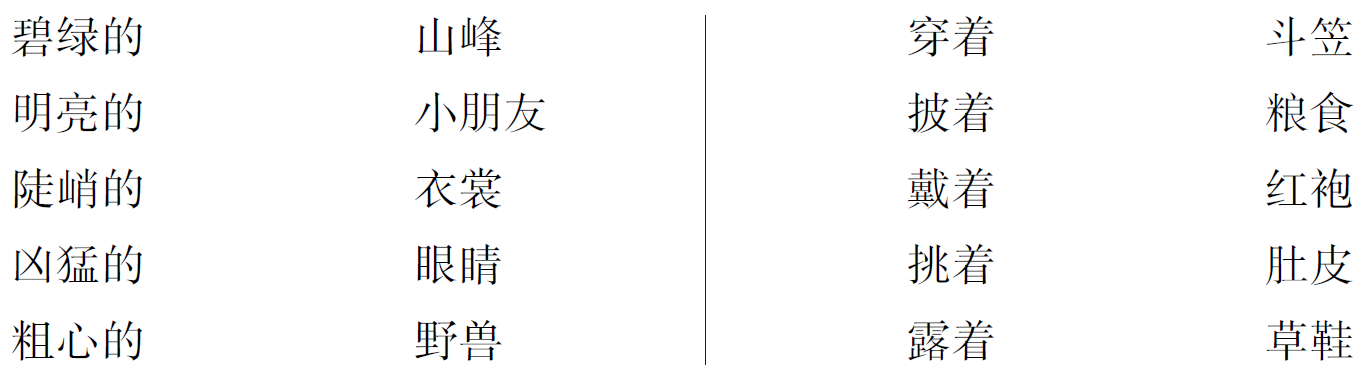 碧绿的 山峰 穿着 斗笠
明亮的 小朋友 披着 粮食
陡峭的 衣裳 戴着 红袍
凶猛的 眼睛 挑着 肚皮
粗心的 野兽 露着 草鞋